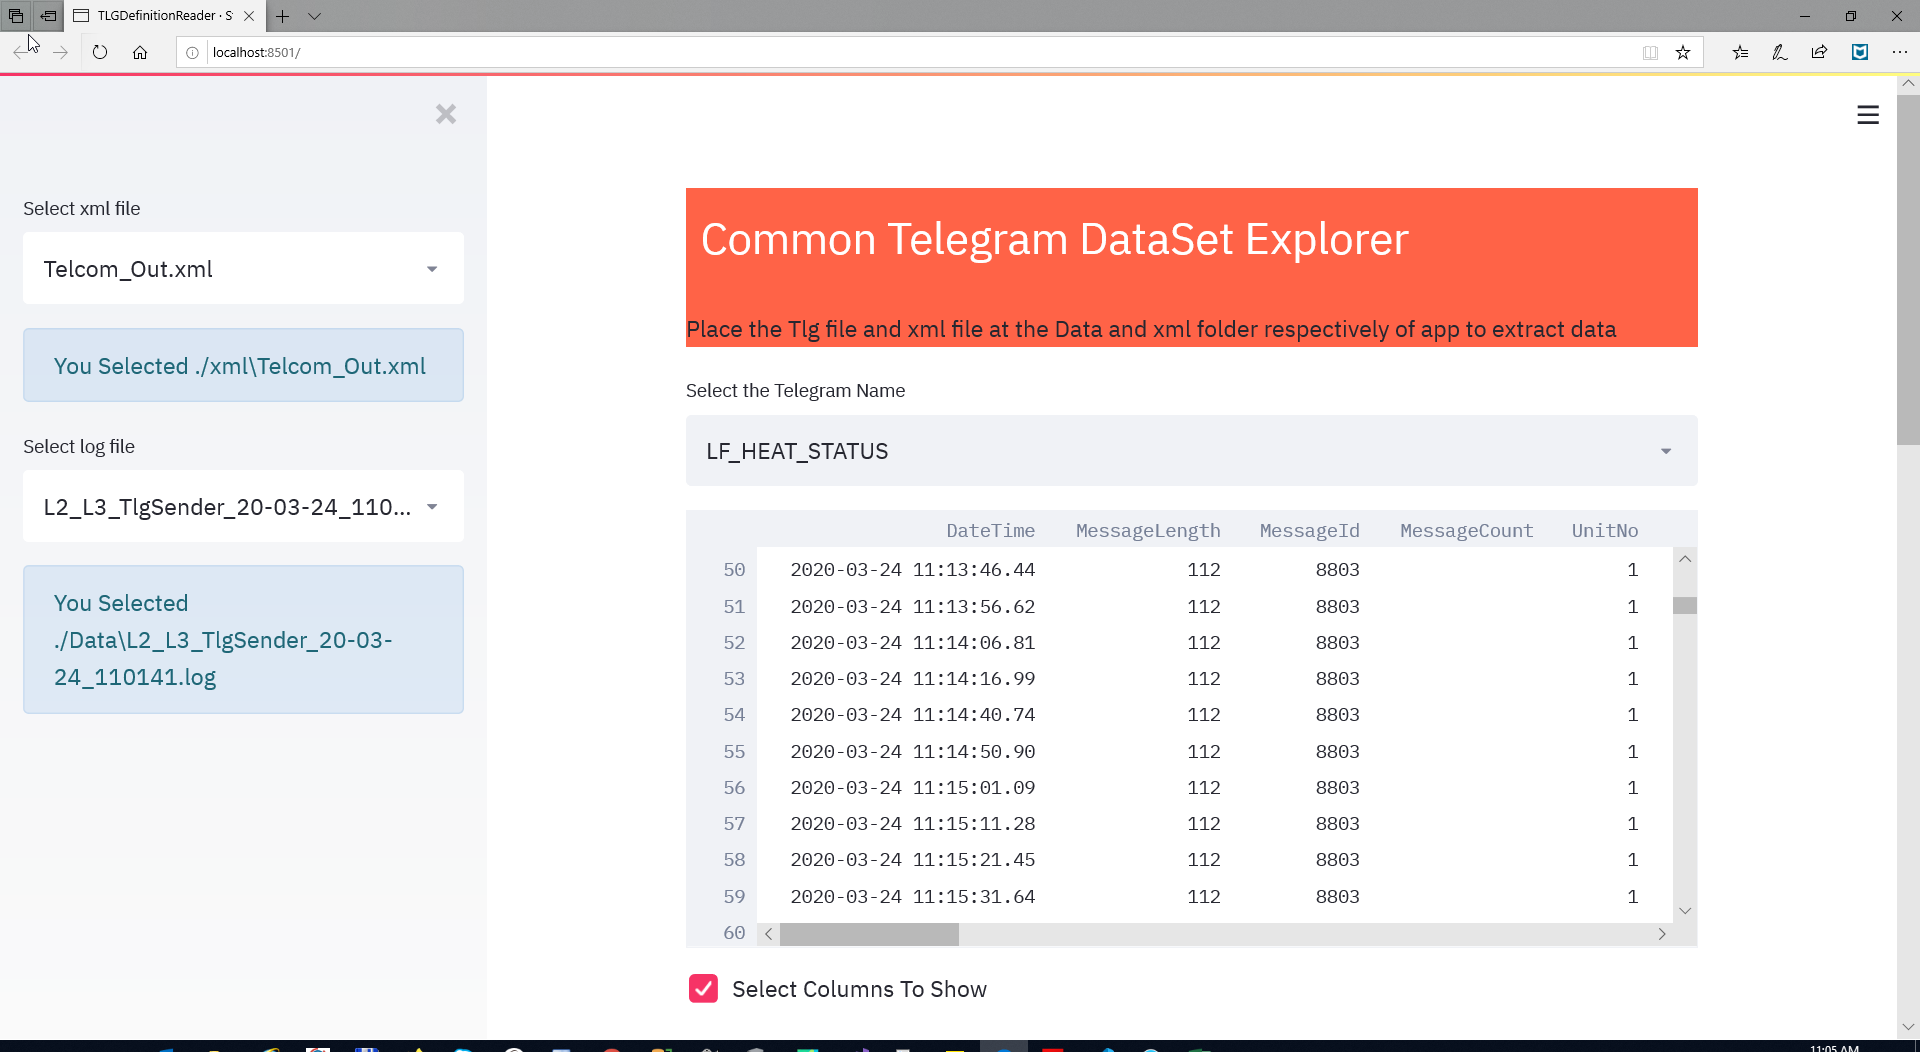 TLGDefinitionReader · S
localhost:8501/
Select xml file
Telcom_Out.xml
You Selected ./xml\Telcom_Out.xml
Select log file
L2_L3_TlgSender_20-03-24_110...
You Selected
./Data\L2_L3_TlgSender_20-03-
24_110141.log
Common Telegram DataSet Explorer
Place the Tlg file and xml file at the Data and xml folder respectively of app to extract data
Select the Telegram Name
LF_HEAT_STATUS
DateTime MessageLength MessageId MessageCount UnitNo
50 2020-03-24 11:13:46.44 112 8803 1
51 2020-03-24 11:13:56.62 112 8803 1
52 2020-03-24 11:14:06.81 112 8803 1
53 2020-03-24 11:14:16.99 112 8803 1
54 2020-03-24 11:14:40.74 112 8803 1
55 2020-03-24 11:14:50.90 112 8803 1
56 2020-03-24 11:15:01.09 112 8803 1
57 2020-03-24 11:15:11.28 112 8803 1
58 2020-03-24 11:15:21.45 112 8803 1
59 2020-03-24 11:15:31.64 112 8803 1
60
Select Columns To Show
11:05 AM